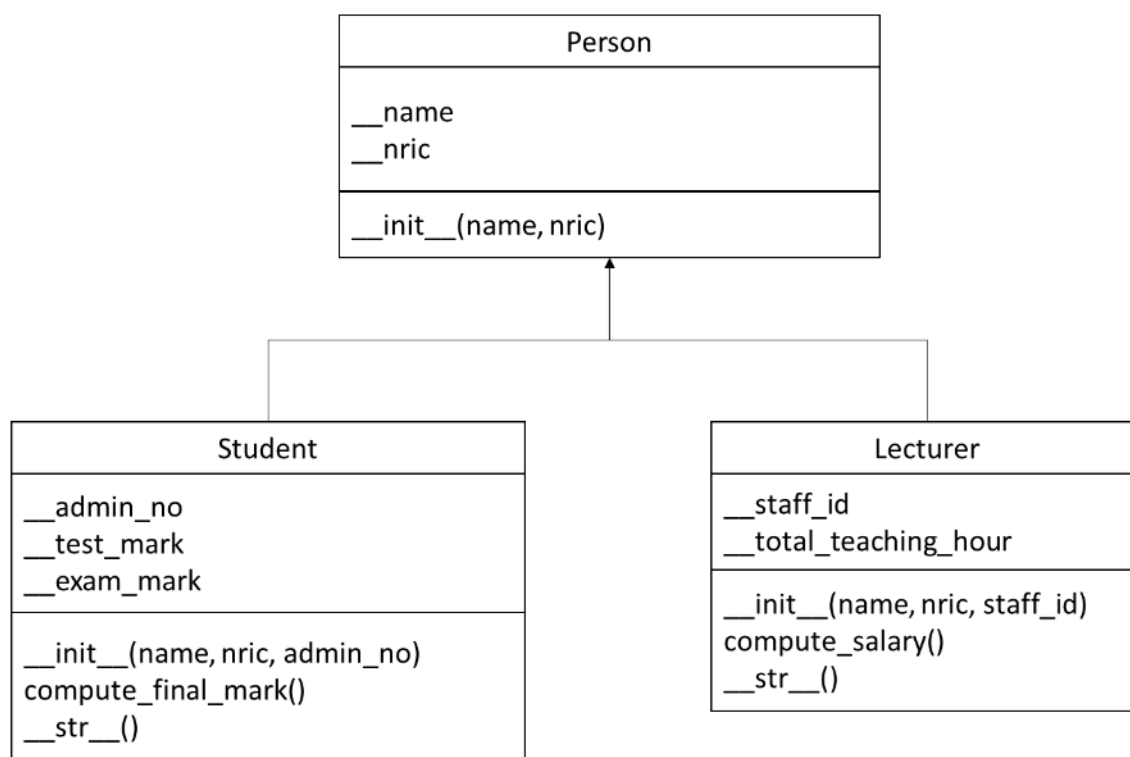 Person
__name
__nric
__init__(name, nric)
Student
__admin_no
__test_mark
__exam_mark
__init__(name, nric, admin_no)
compute_final_mark()
__str__()
Lecturer
__staff_id
__total_teaching_hour
__init__(name, nric, staff_id)
compute_salary()
__str__()